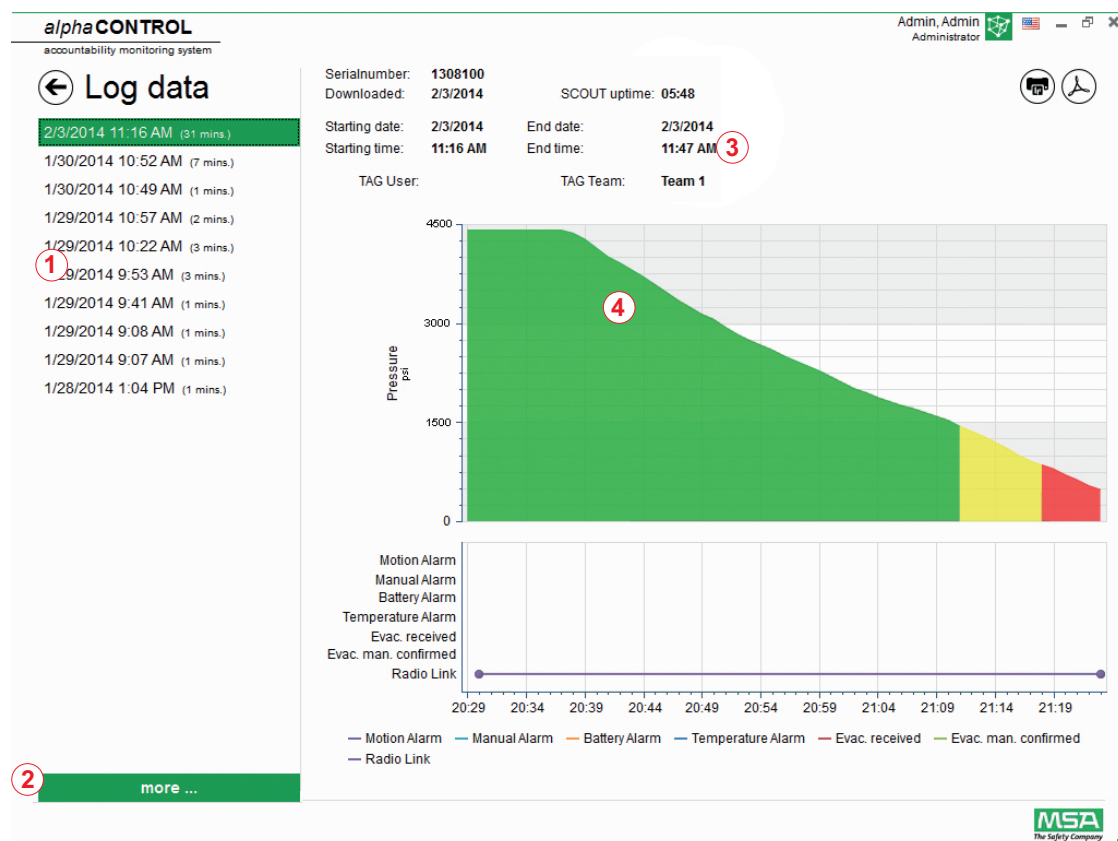 alphaCONTROL
accountability monitoring system
Admin, Admin
Administrator
Log data
Serialnumber: 1308100
Downloaded: 2/3/2014 SCOUT uptime: 05:48
Starting date: 2/3/2014 End date: 2/3/2014
Starting time: 11:16 AM End time: 11:47 AM 3
TAG User: TAG Team: Team 1
2/3/2014 11:16 AM (31 mins.)
1/30/2014 10:52 AM (7 mins.)
1/30/2014 10:49 AM (1 mins.)
1/29/2014 10:57 AM (2 mins.)
1/29/2014 10:22 AM (3 mins.)
1
29/2014 9:53 AM (3 mins.)
1/29/2014 9:41 AM (1 mins.)
1/29/2014 9:08 AM (1 mins.)
1/29/2014 9:07 AM (1 mins.)
1/28/2014 1:04 PM (1 mins.)
2
more ...
4500
3000
1500
0
Pressure
psi
4
Motion Alarm
Manual Alarm
Battery Alarm
Temperature Alarm
Evac. received
Evac. man. confirmed
Radio Link
20:29 20:34 20:39 20:44 20:49 20:54 20:59 21:04 21:09 21:14 21:19
Motion Alarm Manual Alarm Battery Alarm Temperature Alarm Evac. received Evac. man. confirmed
Radio Link
MSA
The Safety Company